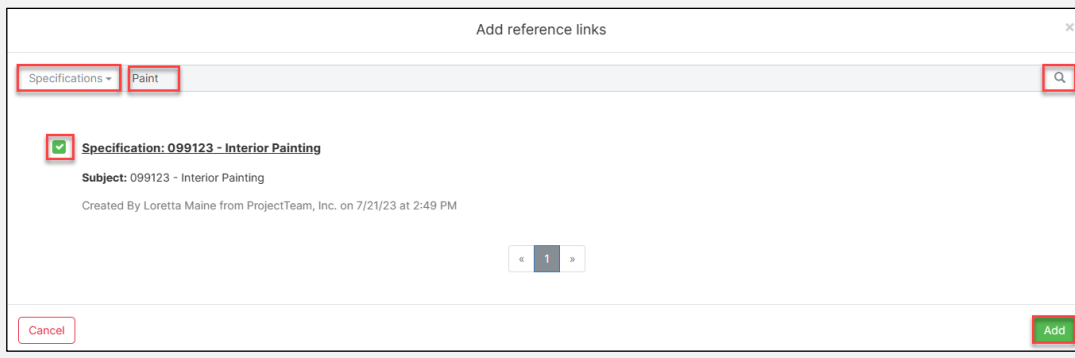 Add reference links
×
Specifications Paint
Specification: 099123 - Interior Painting
Subject: 099123 - Interior Painting
Created By Loretta Maine from ProjectTeam, Inc. on 7/21/23 at 2:49 PM
« 1 »
Cancel Add